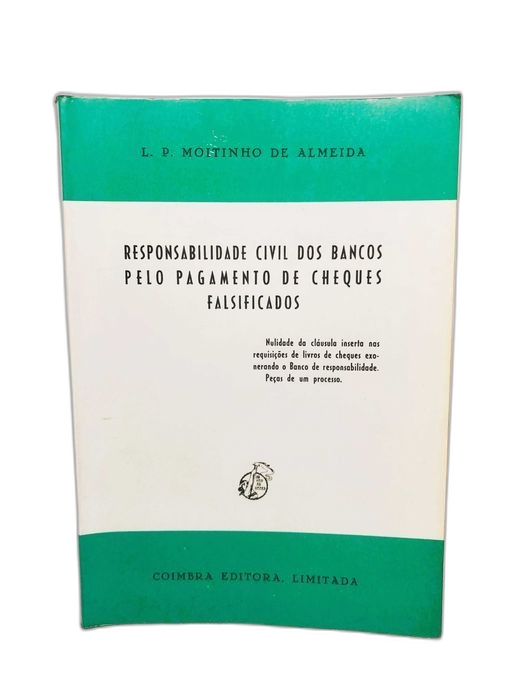 L. P. MOITINHO DE ALMEIDA
RESPONSABILIDADE CIVIL DOS BANCOS
PELO PAGAMENTO DE CHEQUES
FALSIFICADOS
Nulidade da cláusula inserta nas
requisições de livros de cheques exo-
nerando o Banco de responsabilidade.
Peças de um processo.
COIMBRA EDITORA, LIMITADA